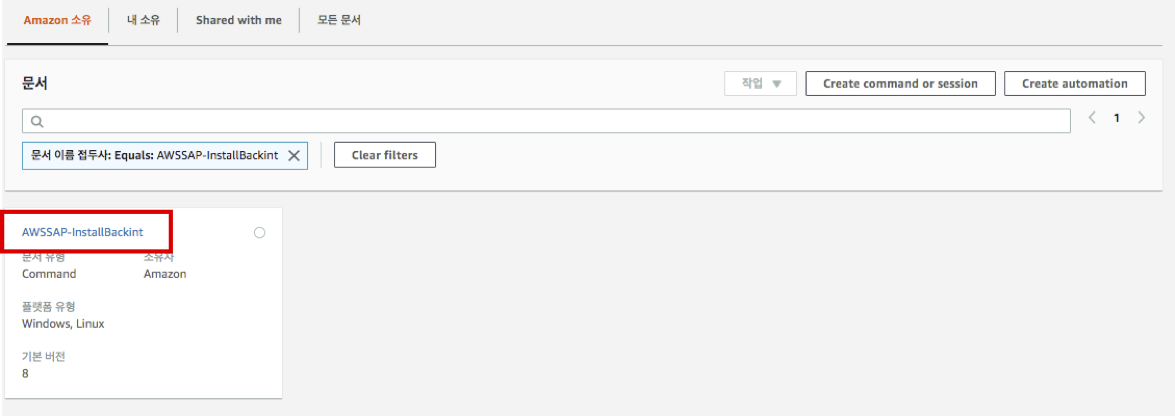 Amazon 소유 내 소유 Shared with me 모든 문서
문서 작업 Create command or session Create automation
1
문서 이름 접두사: Equals: AWSSAP-InstallBackint Clear filters
AWSSAP-InstallBackint
문서 유형 소유자
Command Amazon
플랫폼 유형
Windows, Linux
기본 버전
8